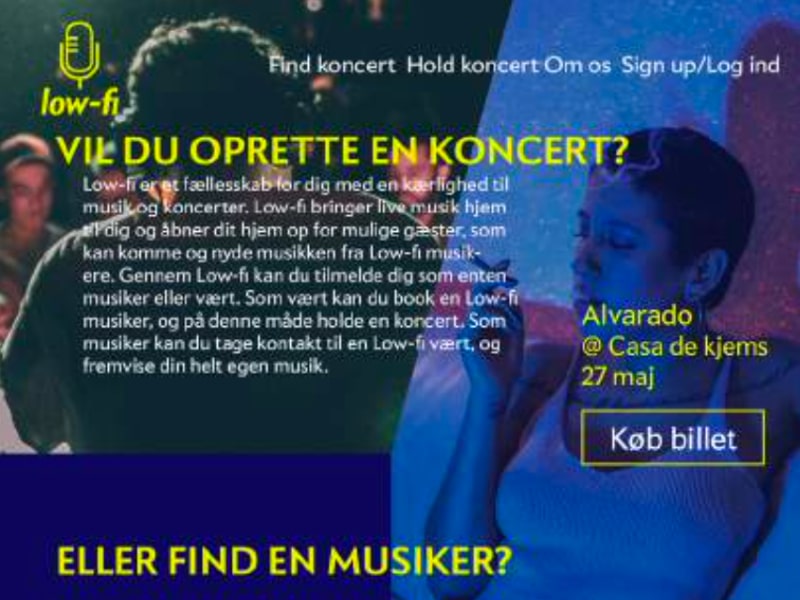 low-fi
Find koncert Hold koncert Om os Sign up/Log ind
VIL DU OPRETTE EN KONCERT?
Low-fi er et fællesskab for dig med en kærlighed til
musik og koncerter. Low-fi bringer live musik hjem
til dig og åbner dit hjem op for mulige gæster, som
kan komme og nyde musikken fra Low-fi musik-
ere. Gennem Low-fi kan du tilmelde dig som enten
musiker eller vært. Som vært kan du book en Low-fi
musiker, og på denne måde holde en koncert. Som
musiker kan du tage kontakt til en Low-fi vært, og
fremvise din helt egen musik.
Alvarado
@ Casa de kjems
27 maj
Køb billet
ELLER FIND EN MUSIKER?